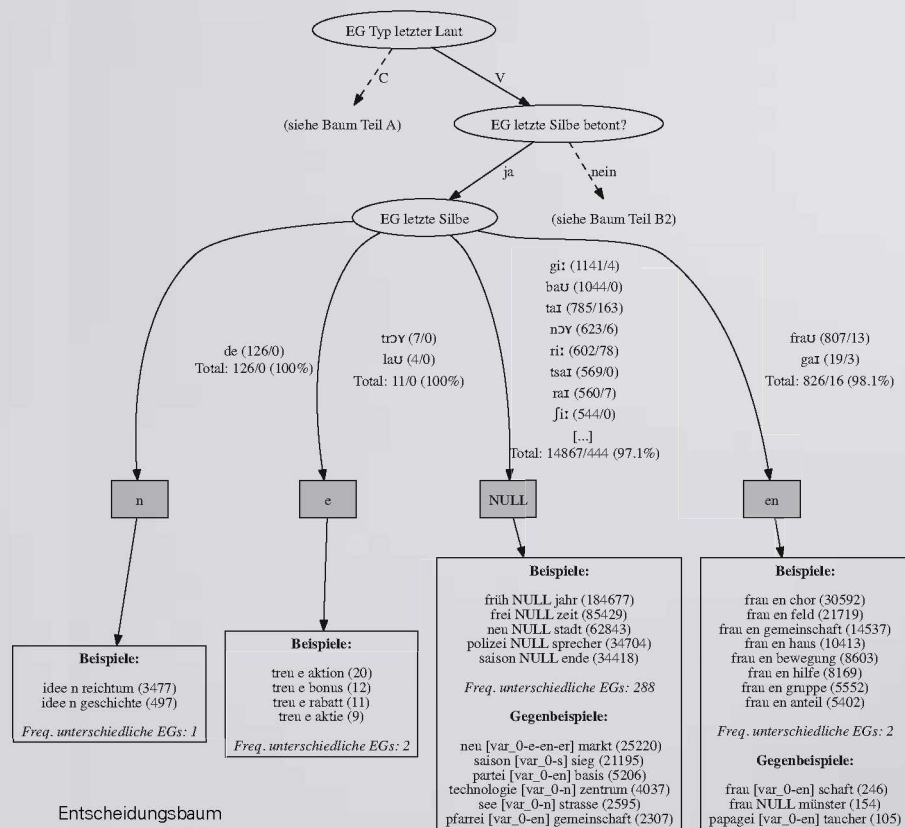 EG Typ letzter Laut
C
V
(siehe Baum Teil A)
EG letzte Silbe betont?
ja
nein
EG letzte Silbe
(siehe Baum Teil B2)
de (126/0)
Total: 126/0 (100%)
trɔʏ (7/0)
laʊ (4/0)
Total: 11/0 (100%)
giː (1141/4)
baʊ (1044/0)
taɪ (785/163)
nɔʏ (623/6)
riː (602/78)
tsaɪ (569/0)
raɪ (560/7)
ʃiː (544/0)
[...]
Total: 14867/444 (97.1%)
fraʊ (807/13)
gaɪ (19/3)
Total: 826/16 (98.1%)
n
e
NULL
en
Beispiele:
idee n reichtum (3477)
idee n geschichte (497)
Freq. unterschiedliche EGs: 1
Beispiele:
treu e aktion (20)
treu e bonus (12)
treu e rabatt (11)
treu e aktie (9)
Freq. unterschiedliche EGs: 2
Beispiele:
früh NULL jahr (184677)
frei NULL zeit (85429)
neu NULL stadt (62843)
polizei NULL sprecher (34704)
saison NULL ende (34418)
Freq. unterschiedliche EGs: 288
Gegenbeispiele:
neu [var_0-e-en-er] markt (25220)
saison [var_0-s] sieg (21195)
partei [var_0-en] basis (5206)
technologie [var_0-n] zentrum (4037)
see [var_0-n] strasse (2595)
pfarrei [var_0-en] gemeinschaft (2307)
Beispiele:
frau en chor (30592)
frau en feld (21719)
frau en gemeinschaft (14537)
frau en haus (10413)
frau en bewegung (8603)
frau en hilfe (8169)
frau en gruppe (5552)
frau en anteil (5402)
Freq. unterschiedliche EGs: 2
Gegenbeispiele:
frau [var_0-en] schaft (246)
frau NULL münster (154)
papagei [var_0-en] taucher (105)
Entscheidungsbaum